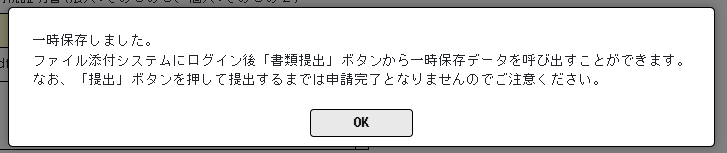 一時保存しました。
ファイル添付システムにログイン後「書類提出」ボタンから一時保存データを呼び出すことができます。
なお、「提出」ボタンを押して提出するまでは申請完了となりませんのでご注意ください。
OK